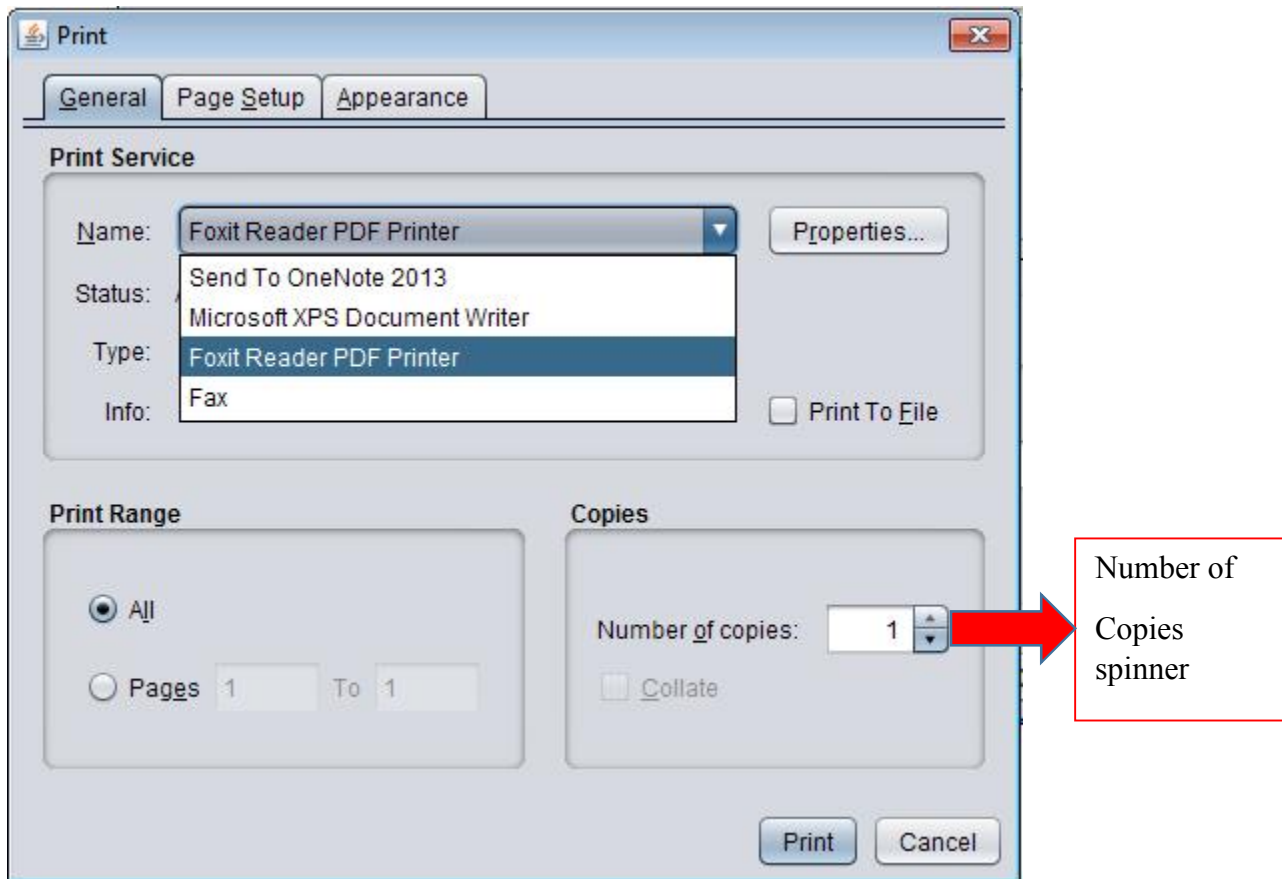 Print
General Page Setup Appearance
Print Service
Name: Foxit Reader PDF Printer Properties...
Send To OneNote 2013
Status:
Microsoft XPS Document Writer
Type: Foxit Reader PDF Printer
Info: Fax Print To File
Print Range Copies
All
Number of copies: 1
Pages 1 To 1 Collate
Print Cancel
Number of
Copies
spinner